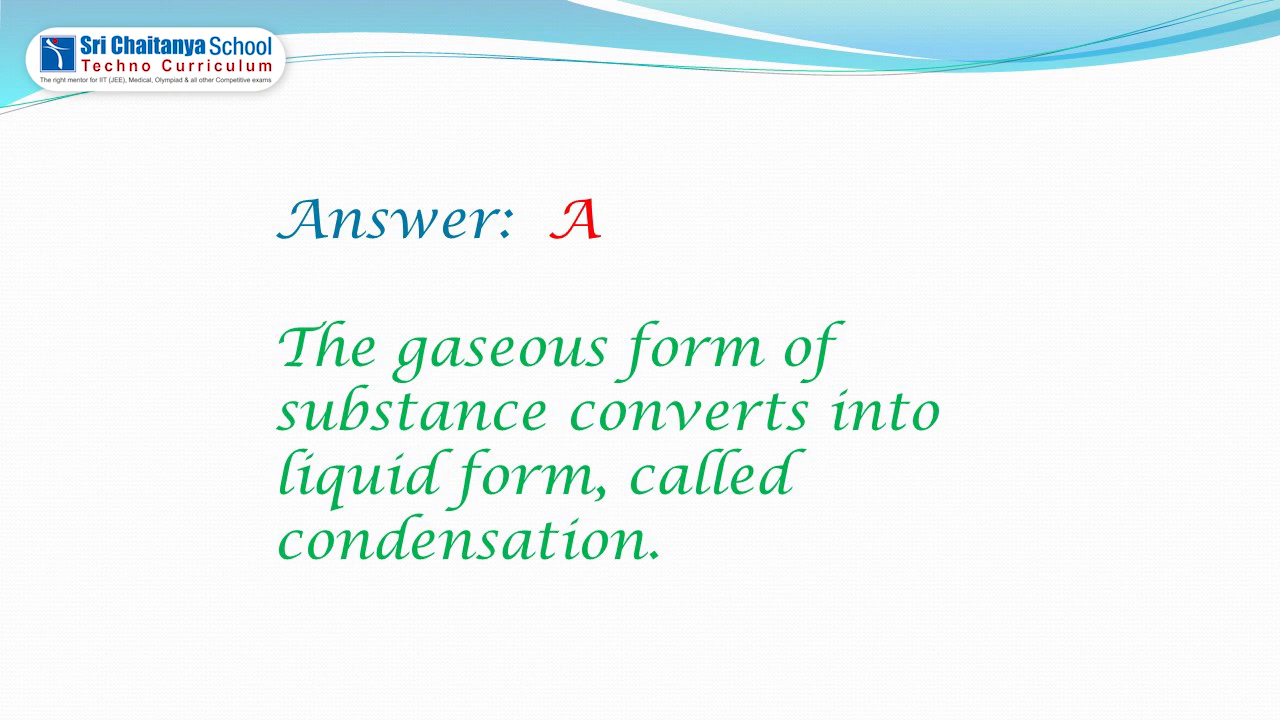 Sri Chaitanya School
Techno Curriculum
The right mentor for IIT (JEE), Medical, Olympiad & all other Competitive exams
Answer: A
The gaseous form of
substance converts into
liquid form, called
condensation.